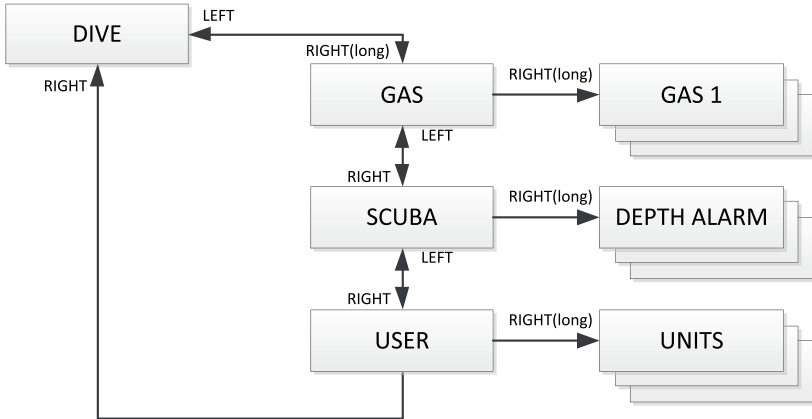 DIVE
LEFT
RIGHT(long)
RIGHT
GAS
RIGHT(long)
GAS 1
LEFT
RIGHT
SCUBA
RIGHT(long)
DEPTH ALARM
LEFT
RIGHT
USER
RIGHT(long)
UNITS